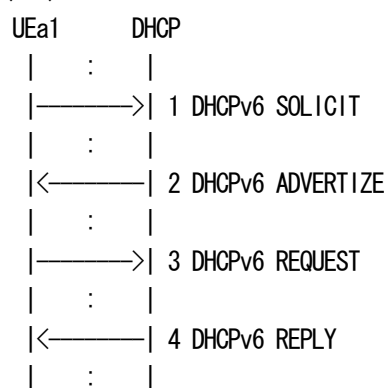 UEa1 DHCP
| : |
|-------->| 1 DHCPv6 SOLICIT
| : |
|<--------| 2 DHCPv6 ADVERTIZE
| : |
|-------->| 3 DHCPv6 REQUEST
| : |
|<--------| 4 DHCPv6 REPLY
| : |